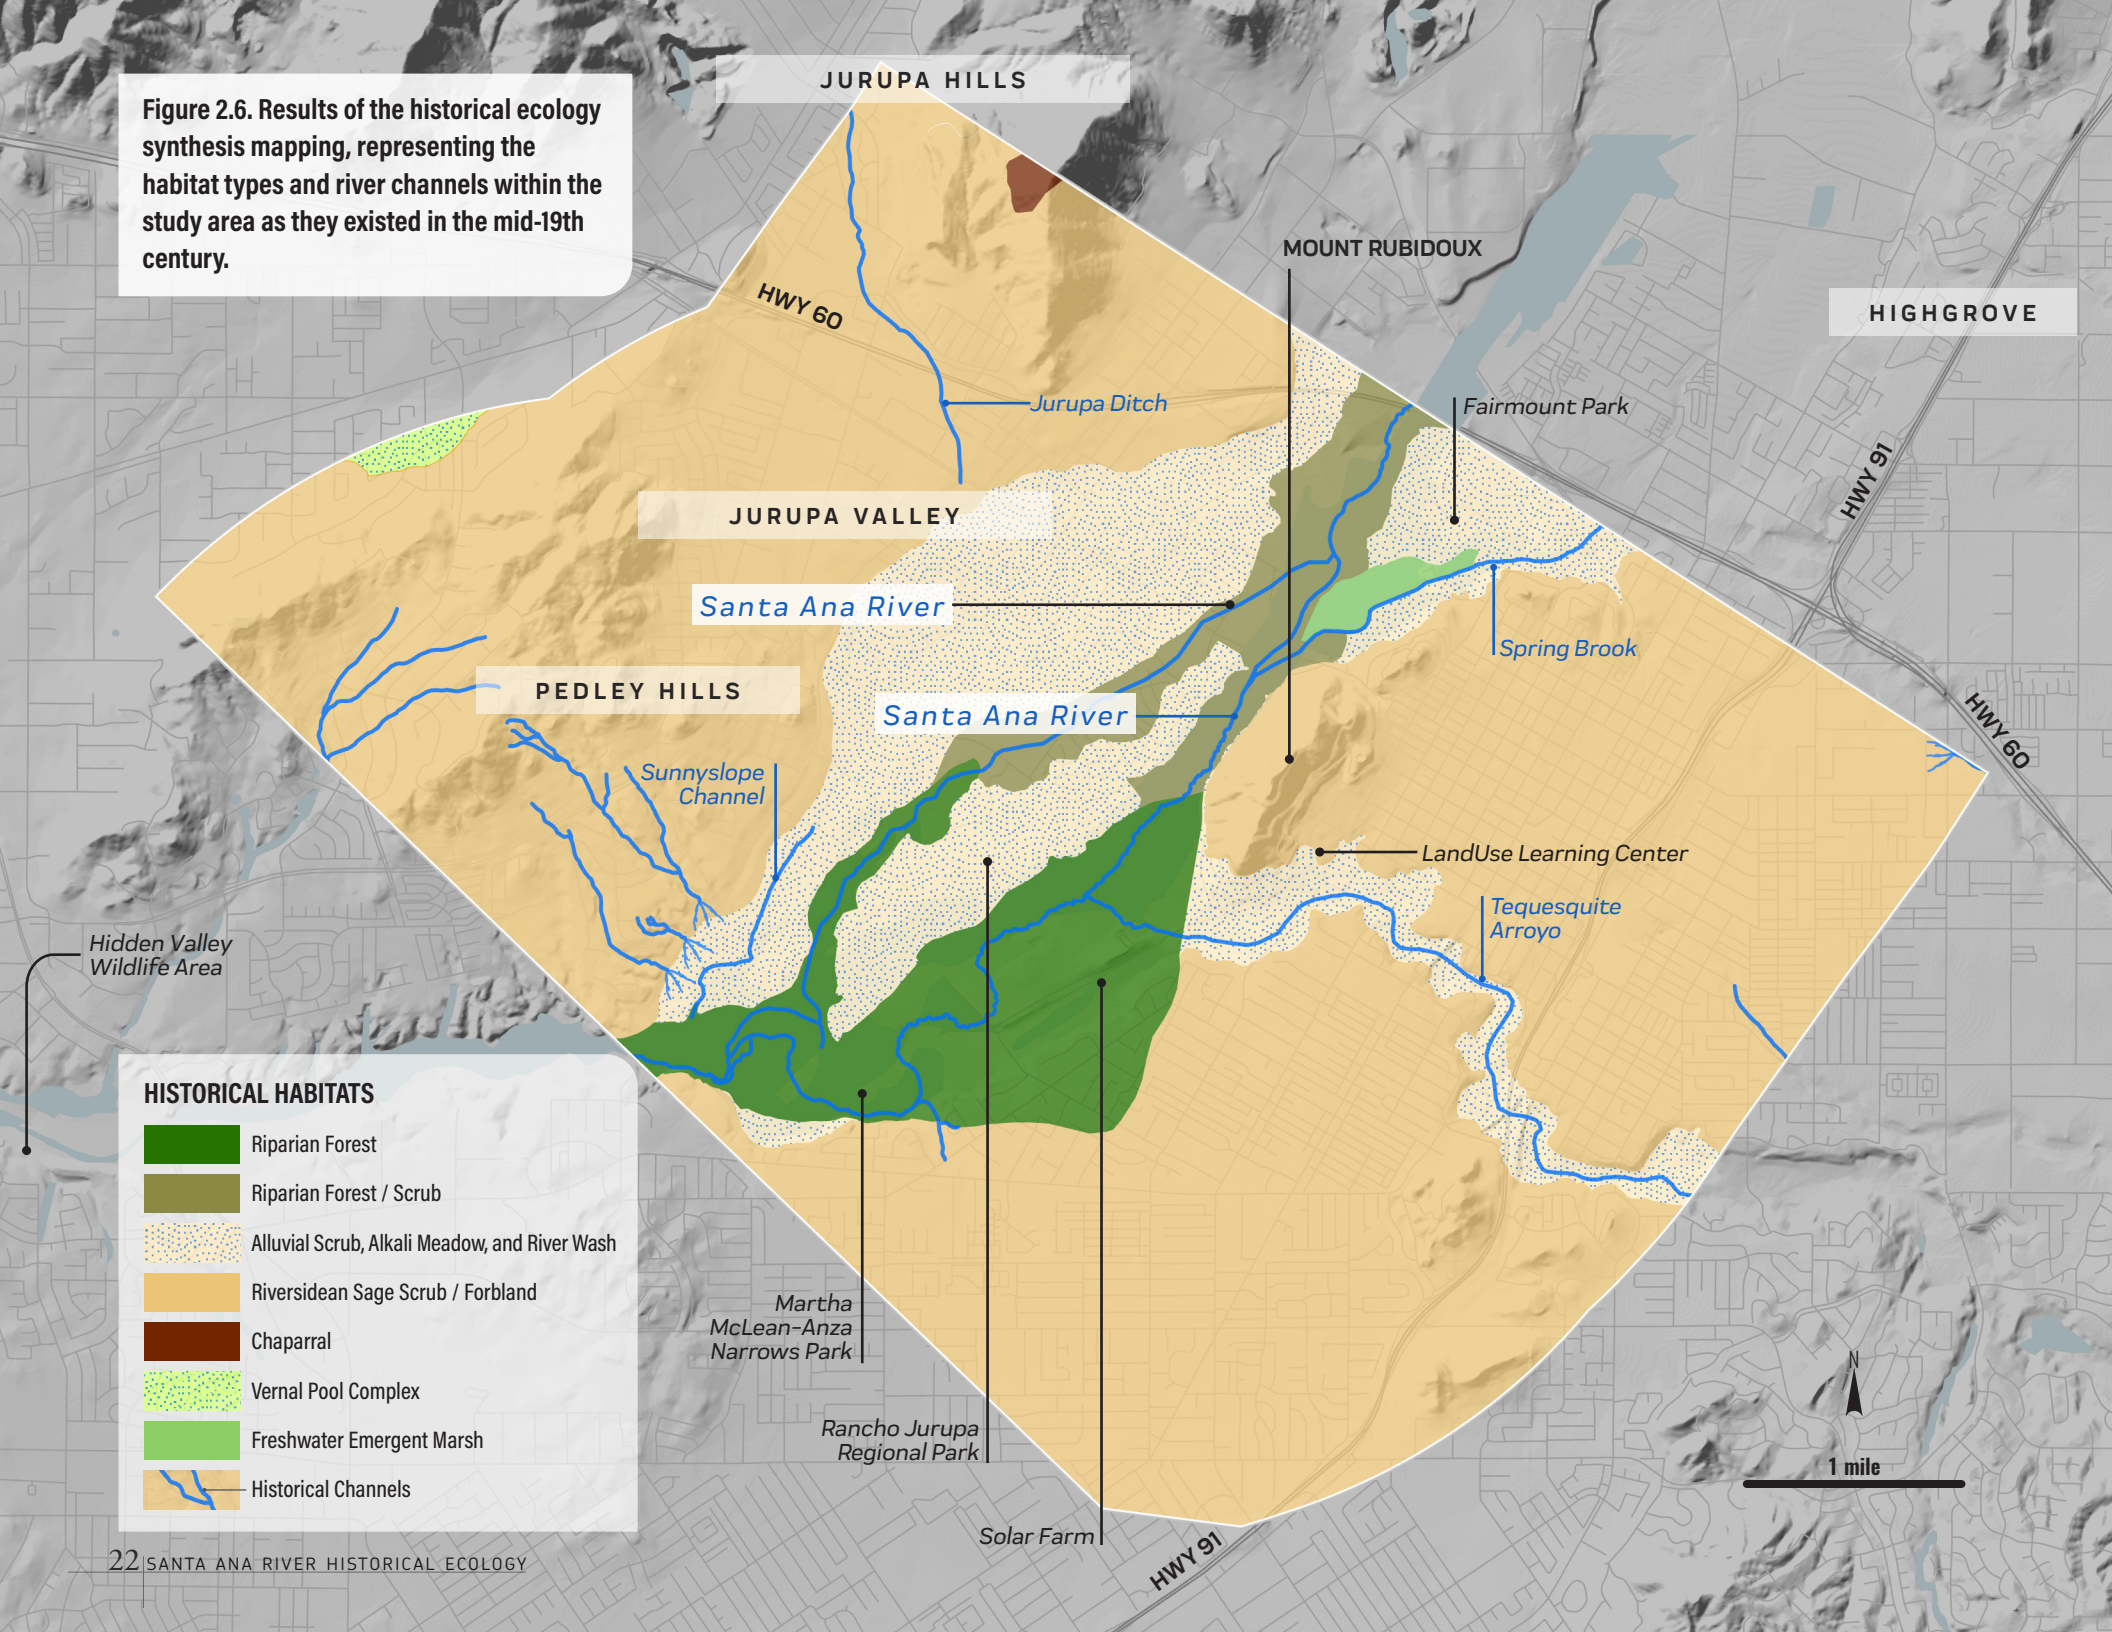 Figure 2.6. Results of the historical ecology
synthesis mapping, representing the
habitat types and river channels within the
study area as they existed in the mid-19th
century.
JURUPA HILLS
MOUNT RUBIDOUX
HIGHGROVE
HWY 60
Jurupa Ditch
Fairmount Park
HWY 91
JURUPA VALLEY
Santa Ana River
Spring Brook
PEDLEY HILLS
Santa Ana River
HWY 60
Sunnyslope
Channel
LandUse Learning Center
Tequesquite
Arroyo
Hidden Valley
Wildlife Area
HISTORICAL HABITATS
Riparian Forest
Riparian Forest / Scrub
Alluvial Scrub, Alkali Meadow, and River Wash
Riversidean Sage Scrub / Forbland
Chaparral
Vernal Pool Complex
Freshwater Emergent Marsh
Historical Channels
Martha
McLean-Anza
Narrows Park
Rancho Jurupa
Regional Park
Solar Farm
HWY 91
N
1 mile
22 SANTA ANA RIVER HISTORICAL ECOLOGY